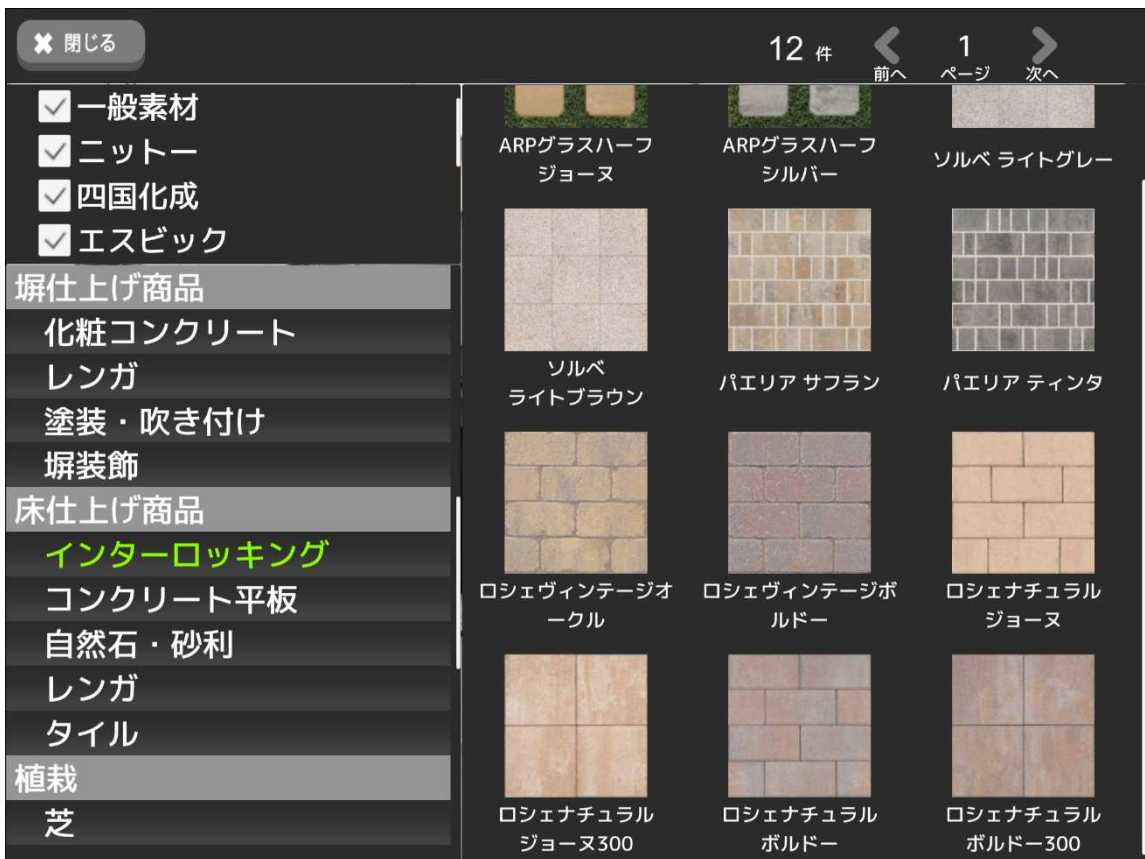 ✖ 閉じる
12 件
前へ
1
ページ
次へ
一般素材
ニットー
四国化成
エスビック
塀仕上げ商品
化粧コンクリート
レンガ
塗装・吹き付け
塀装飾
床仕上げ商品
インターロッキング
コンクリート平板
自然石・砂利
レンガ
タイル
植栽
芝
ARPグラスハーフ
ジョーヌ
ARPグラスハーフ
シルバー
ソルベ ライトグレー
ソルベ
ライトブラウン
パエリア サフラン
パエリア ティンタ
ロシェヴィンテージオ
ークル
ロシェヴィンテージボ
ルドー
ロシェナチュラル
ジョーヌ
ロシェナチュラル
ジョーヌ300
ロシェナチュラル
ボルドー
ロシェナチュラル
ボルドー300